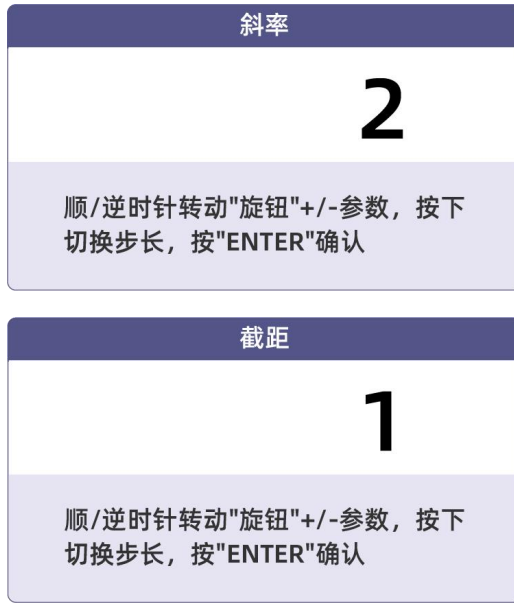 斜率
2
顺/逆时针转动"旋钮"+/-参数，按下
切换步长，按"ENTER"确认
截距
1
顺/逆时针转动"旋钮"+/-参数，按下
切换步长，按"ENTER"确认